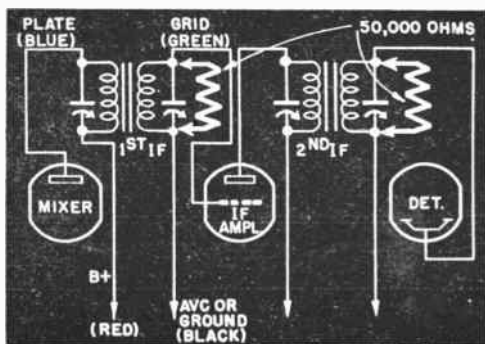 PLATE
(BLUE)
GRID
(GREEN)
50,000 OHMS
1ST IF
2ND IF
MIXER
IF
AMPL
DET.
B+
(RED)
AVC OR
GROUND
(BLACK)